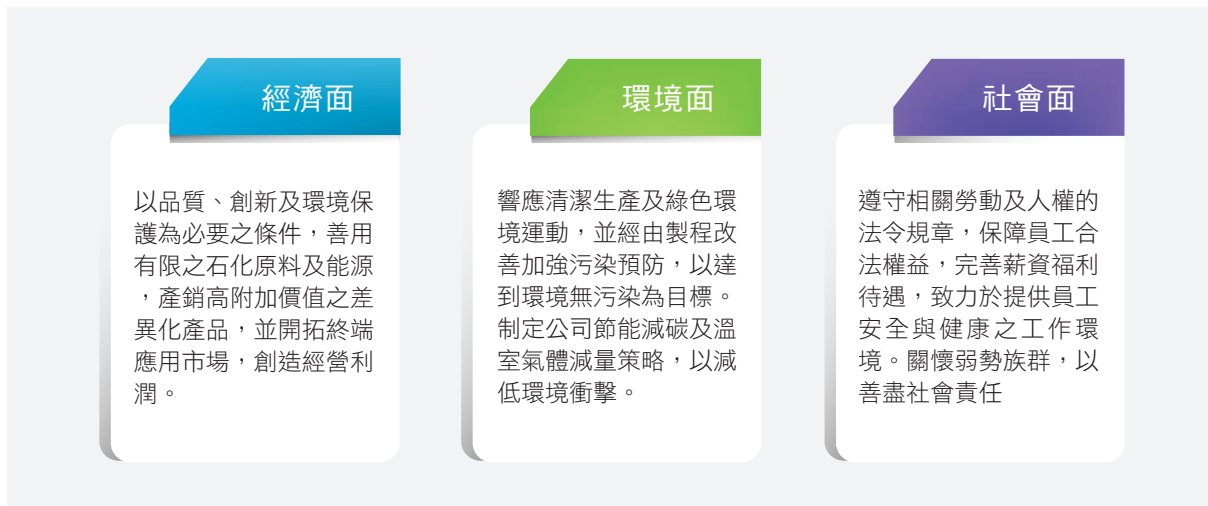 經濟面
以品質、創新及環境保
護為必要之條件，善用
有限之石化原料及能源
，產銷高附加價值之差
異化產品，並開拓終端
應用市場，創造經營利
潤。
環境面
響應清潔生產及綠色環
境運動，並經由製程改
善加強污染預防，以達
到環境無污染為目標。
制定公司節能減碳及溫
室氣體減量策略，以減
低環境衝擊。
社會面
遵守相關勞動及人權的
法令規章，保障員工合
法權益，完善薪資福利
待遇，致力於提供員工
安全與健康之工作環
境。關懷弱勢族群，以
善盡社會責任